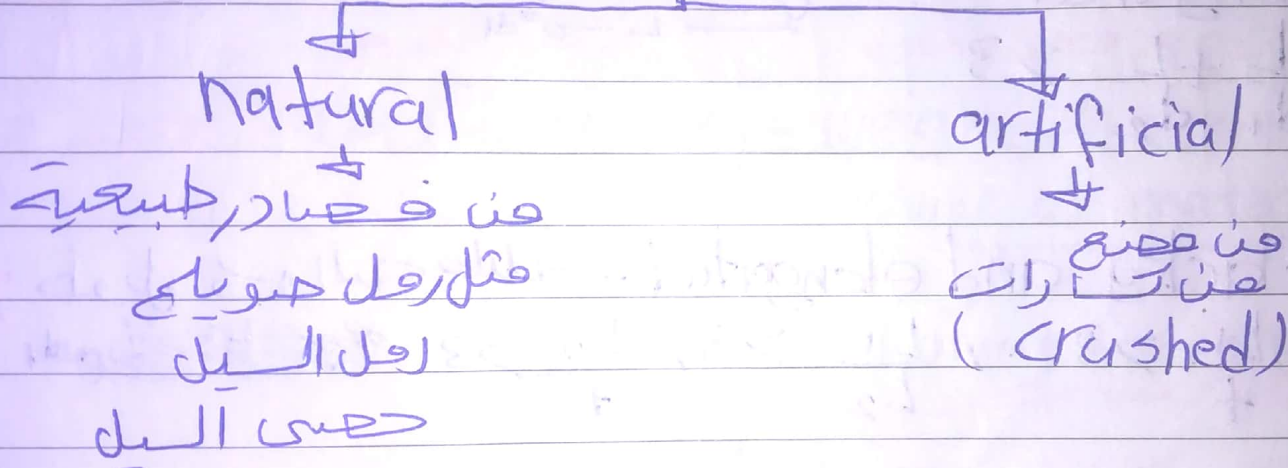 natural
من مصادر طبيعية
مثل رمل صويلح
رمل السيل
حصى السيل
artificial
من مصنع
من كسارات
(crushed)